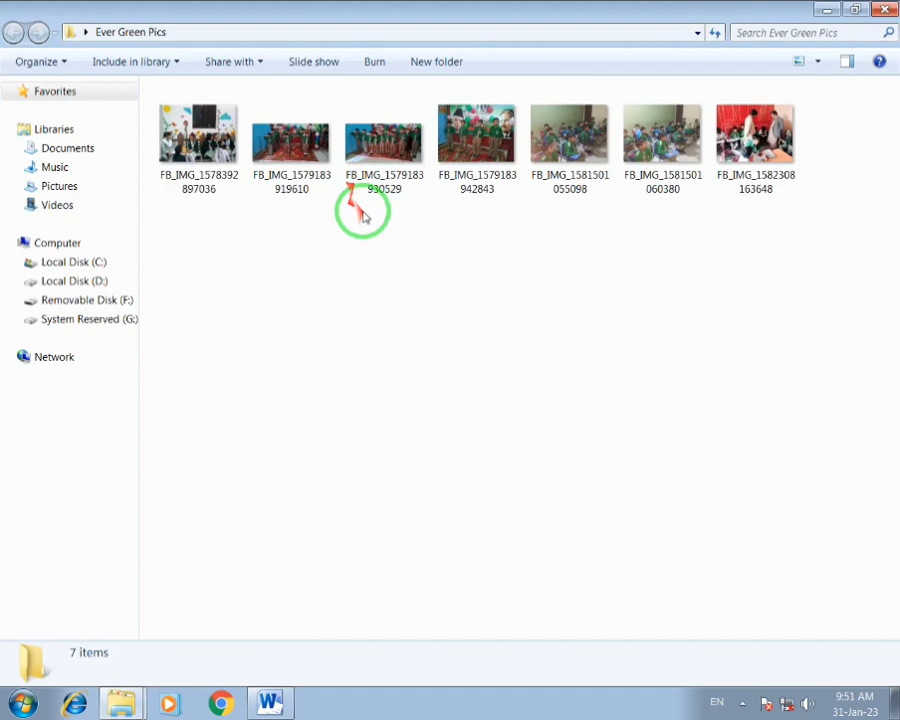 Ever Green Pics
Search Ever Green Pics
Organize
Include in library
Share with
Slide show
Burn
New folder
Favorites
Libraries
Documents
Music
Pictures
Videos
Computer
Local Disk (C:)
Local Disk (D:)
Removable Disk (F:)
System Reserved (G:)
Network
FB_IMG_1578392
897036
FB_IMG_1579183
919610
FB_IMG_1579183
930529
FB_IMG_1579183
942843
FB_IMG_1581501
055098
FB_IMG_1581501
060380
FB_IMG_1582308
163648
7 items
EN
9:51 AM
31-Jan-23